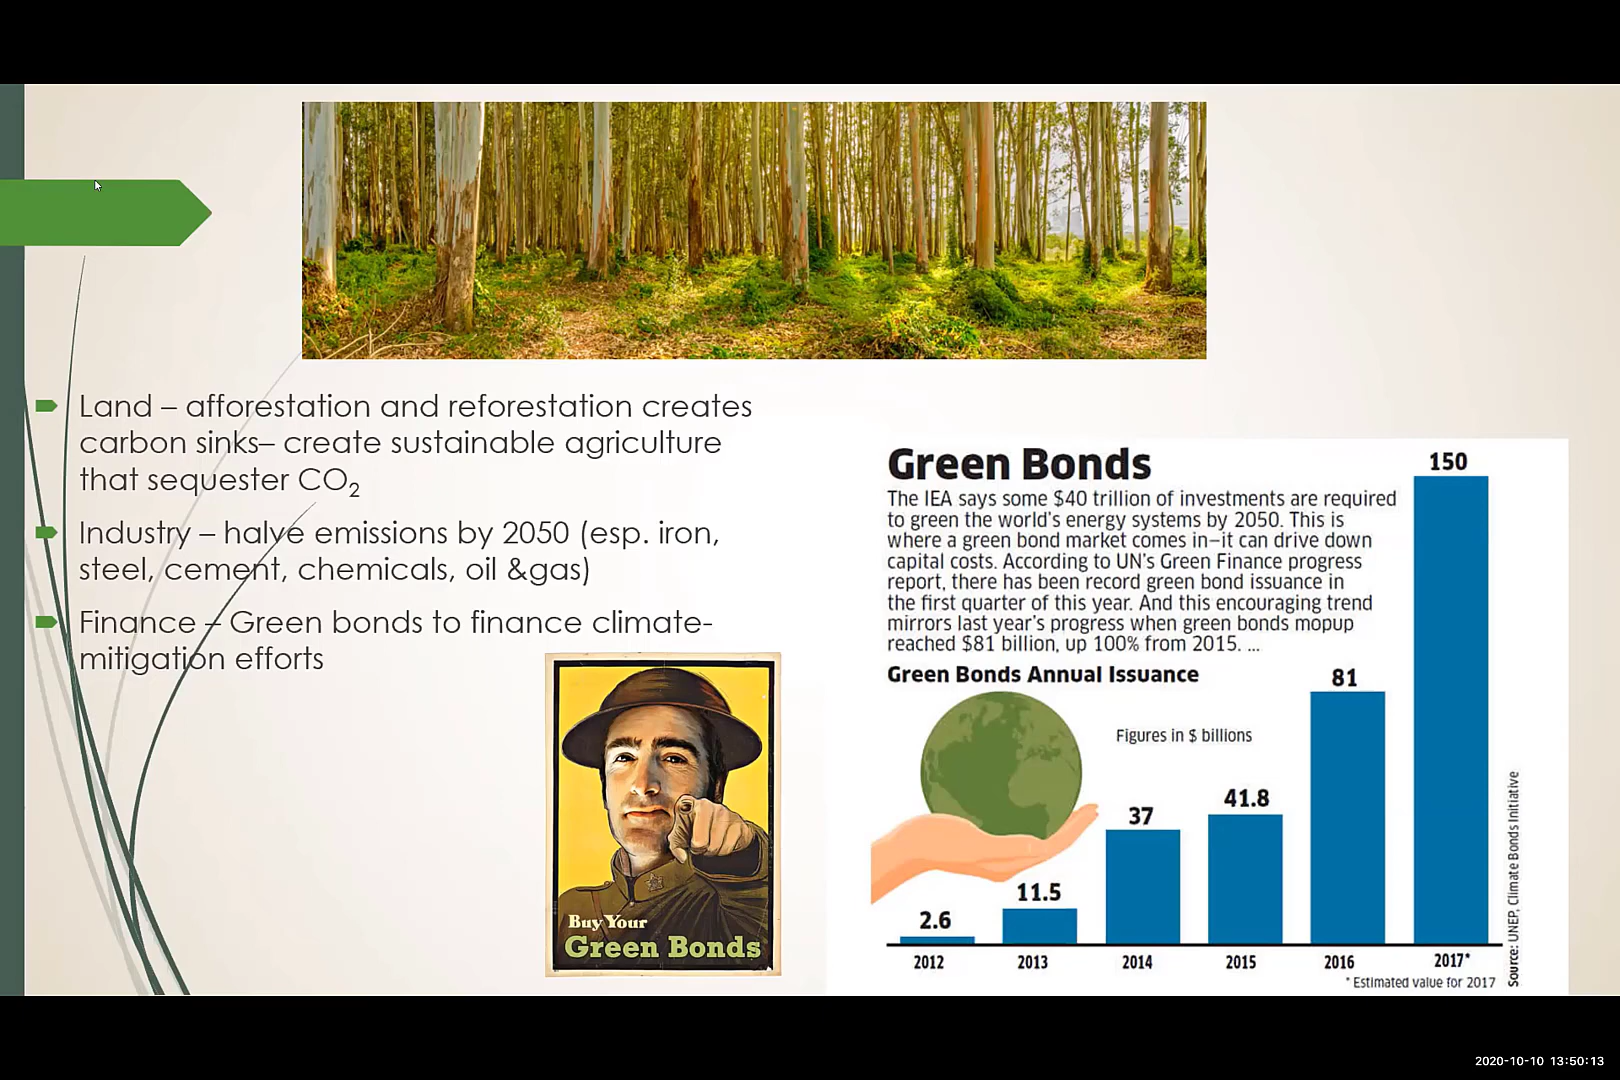 Land – afforestation and reforestation creates
carbon sinks– create sustainable agriculture
that sequester CO₂
Industry – halve emissions by 2050 (esp. iron,
steel, cement, chemicals, oil &gas)
Finance – Green bonds to finance climate-
mitigation efforts
Buy Your
Green Bonds
Green Bonds
The IEA says some $40 trillion of investments are required
to green the world's energy systems by 2050. This is
where a green bond market comes in—it can drive down
capital costs. According to UN's Green Finance progress
report, there has been record green bond issuance in
the first quarter of this year. And this encouraging trend
mirrors last year's progress when green bonds mopup
reached $81 billion, up 100% from 2015. ...
Green Bonds Annual Issuance
Figures in $ billions
2.6
11.5
37
41.8
81
150
2012
2013
2014
2015
2016
2017*
* Estimated value for 2017
Source: UNEP, Climate Bonds Initiative
2020-10-10 13:50:13